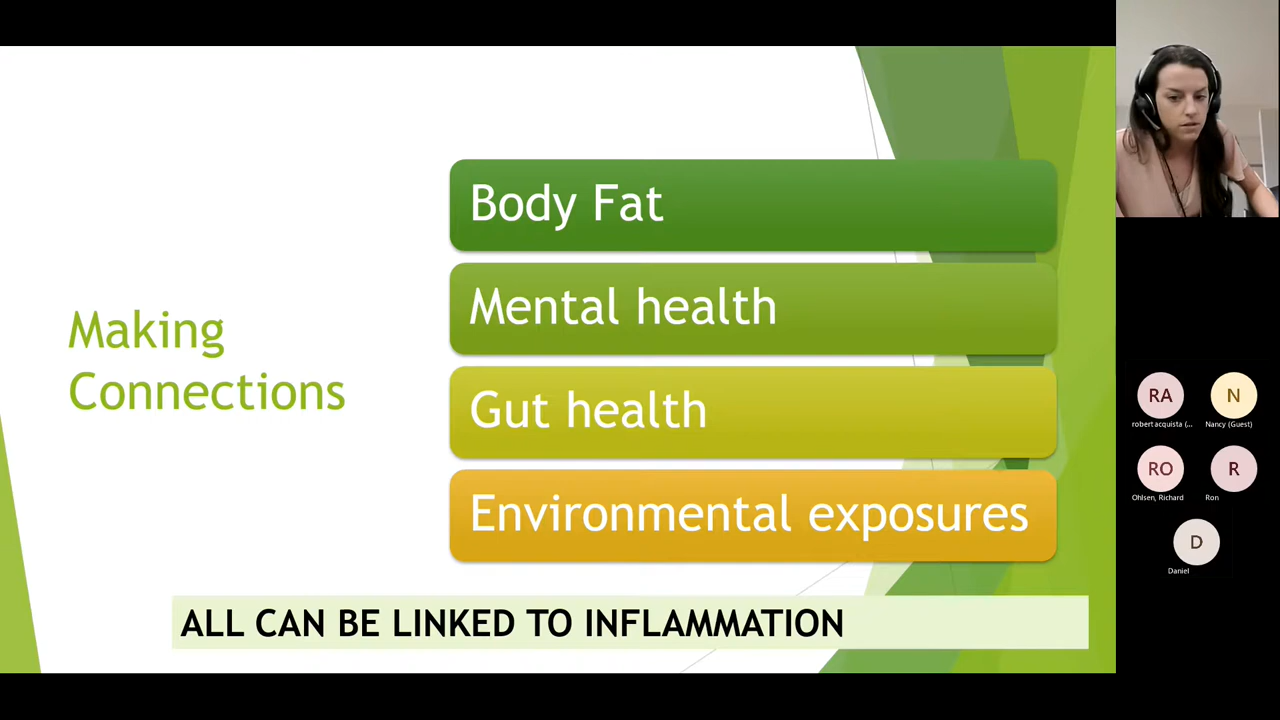 Making
Connections
Body Fat
Mental health
Gut health
Environmental exposures
ALL CAN BE LINKED TO INFLAMMATION
RA
robert acquista (...
N
Nancy (Guest)
RO
Ohlsen, Richard
R
Ron
D
Daniel